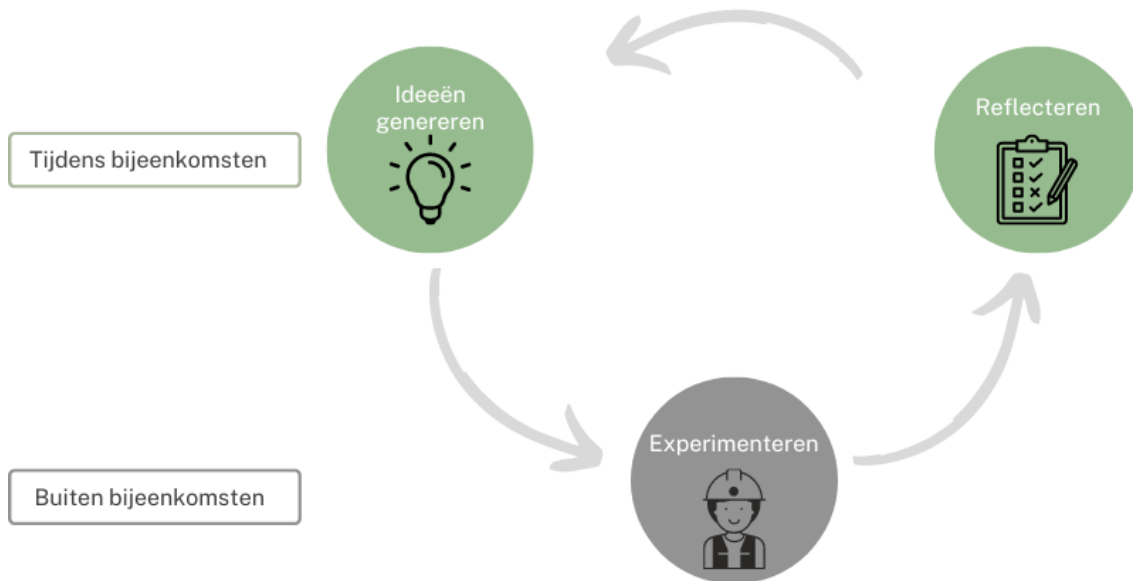 Ideeën
genereren
Reflecteren
Tijdens bijeenkomsten
Experimenteren
Buiten bijeenkomsten